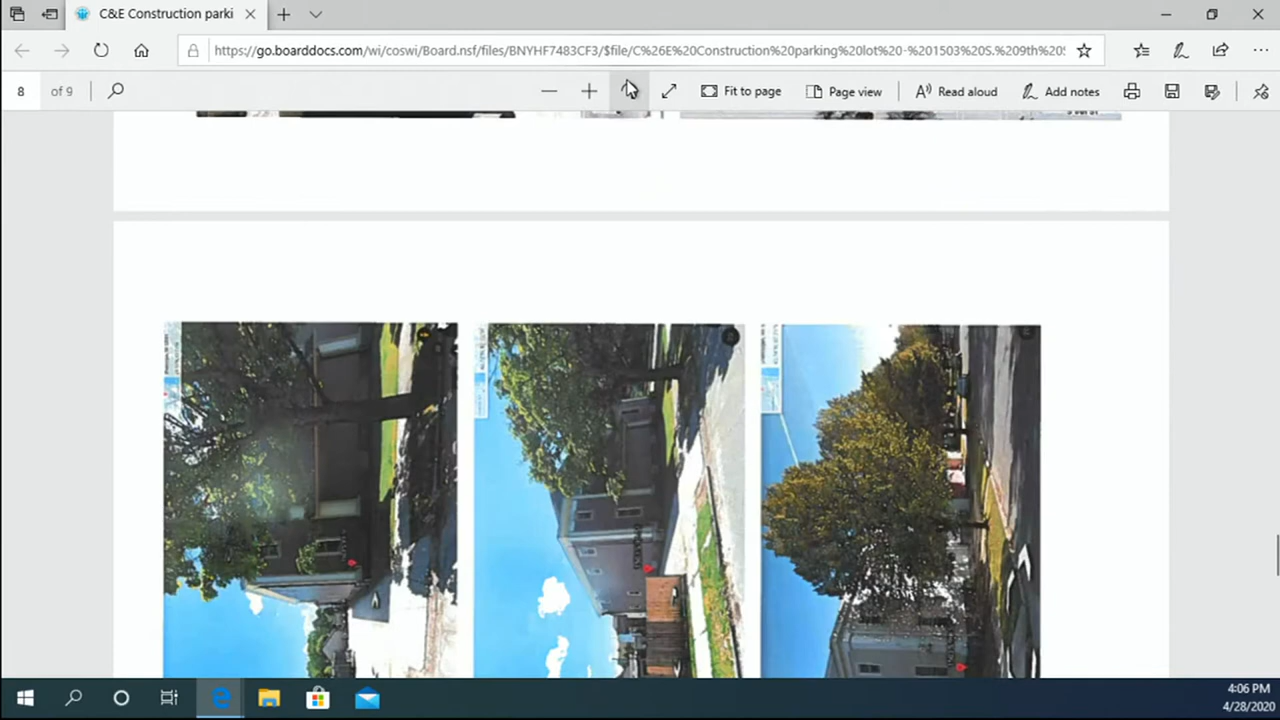 C&E Construction parki
https://go.boarddocs.com/wi/coswi/Board.nsf/files/BNYHF7483CF3/$file/C%26E%20Construction%20parking%20lot%20-%201503%20S.%209th%20S
8 of 9
Fit to page
Page view
Read aloud
Add notes
4:06 PM
4/28/2020